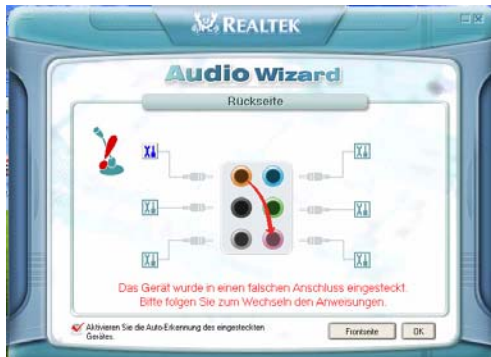 REALTEK
Audio Wizard
Rückseite
Das Gerät wurde in einen falschen Anschluss eingesteckt.
Bitte folgen Sie zum Wechseln den Anweisungen.
Aktivieren Sie die Auto-Erkennung des eingesteckten
Gerätes.
Frontseite
OK